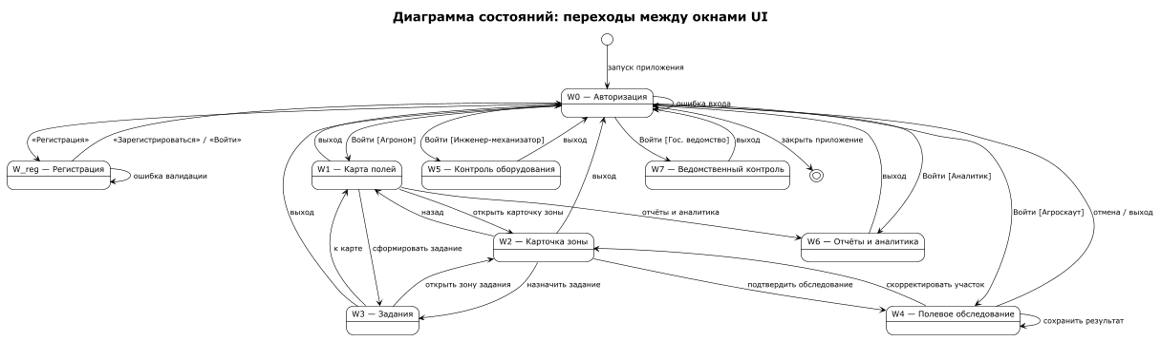 Диаграмма состояний: переходы между окнами UI
запуск приложения
W0 — Авторизация
ошибка входа
«Регистрация»
«Зарегистрироваться» / «Войти»
выход
Войти [Агроном]
Войти [Инженер-механизатор]
выход
Войти [Гос. ведомство]
выход
закрыть приложение
W_reg — Регистрация
ошибка валидации
W1 — Карта полей
W5 — Контроль оборудования
W7 — Ведомственный контроль
выход
выход
Войти [Аналитик]
выход
назад
открыть карточку зоны
отчёты и аналитика
Войти [Агроскаут]
отмена / выход
W2 — Карточка зоны
W6 — Отчёты и аналитика
к карте
сформировать задание
открыть зону задания
назначить задание
подтвердить обследование
скорректировать участок
W3 — Задания
W4 — Полевое обследование
сохранить результат